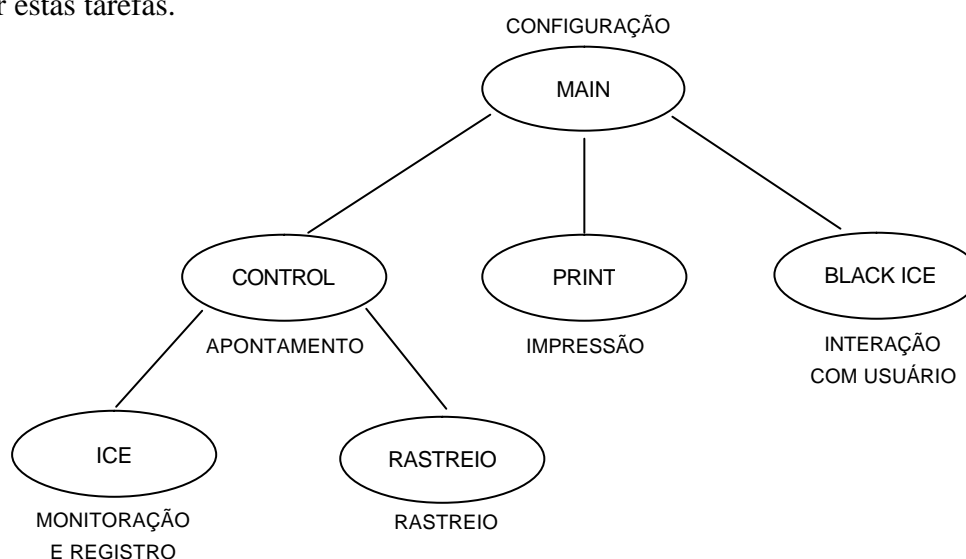 r estas tarefas.
CONFIGURAÇÃO
MAIN
CONTROL
PRINT
BLACK ICE
APONTAMENTO
IMPRESSÃO
INTERAÇÃO
COM USUÁRIO
ICE
RASTREIO
MONITORAÇÃO
E REGISTRO
RASTREIO